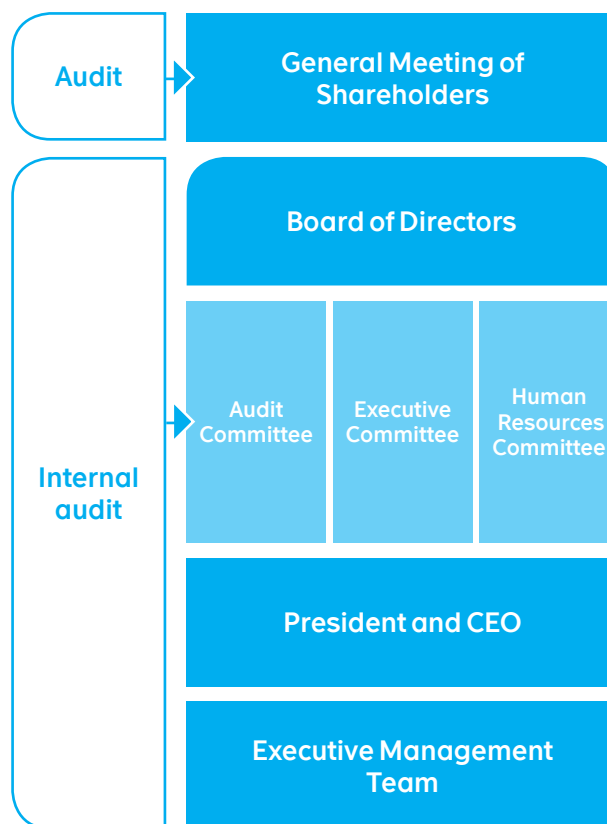 Audit
General Meeting of
Shareholders
Board of Directors
Audit
Committee
Executive
Committee
Human
Resources
Committee
Internal
audit
President and CEO
Executive Management
Team